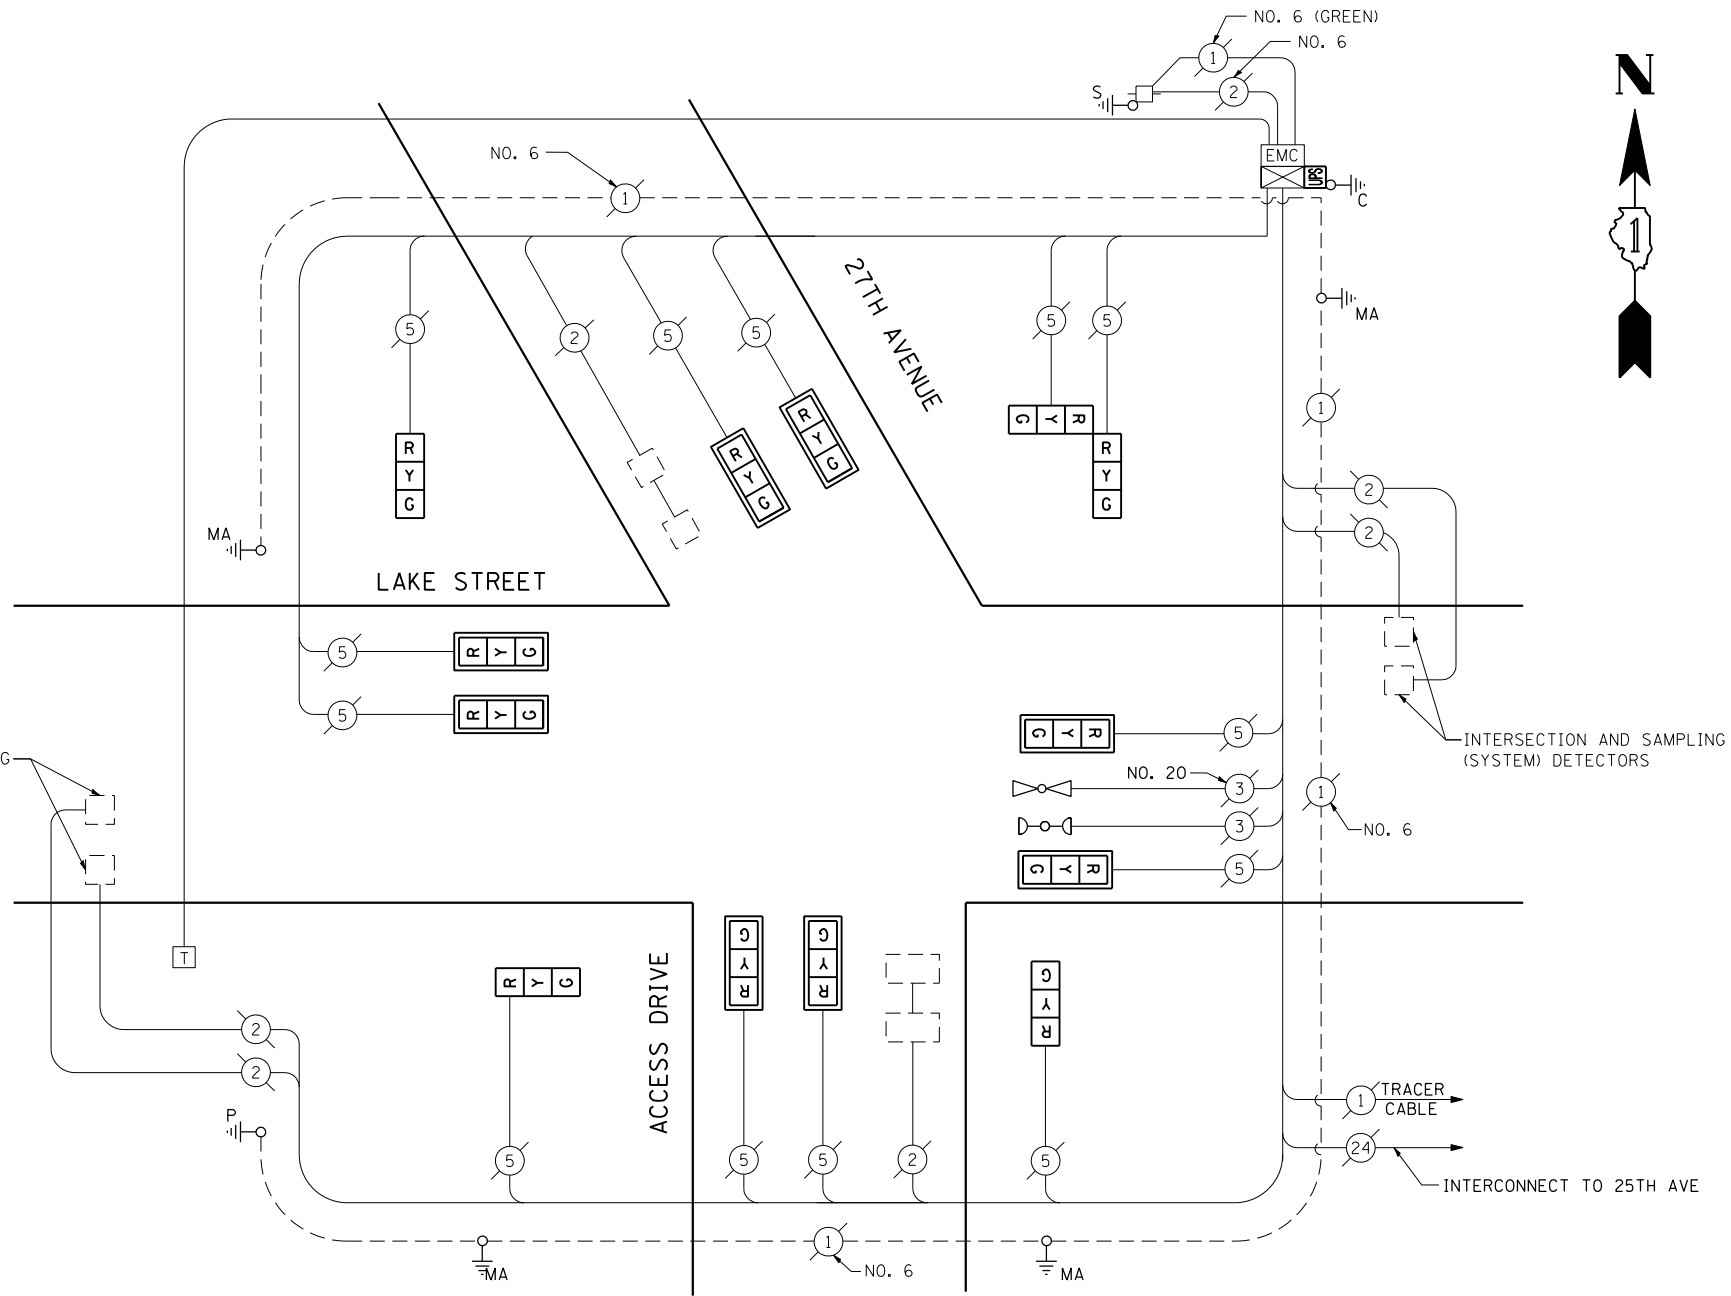 NO. 6 (GREEN)
NO. 6
1
2
S
N
NO. 6
EMC
UPS
C
1
1
27TH AVENUE
MA
5
2
5
5
5
5
1
R
Y
G
R
Y
G
R
Y
G
G Y R
R
Y
G
2
2
MA
LAKE STREET
5
R Y G
5
R Y G
G Y R
5
INTERSECTION AND SAMPLING
(SYSTEM) DETECTORS
G
NO. 20
3
1
3
NO. 6
G Y R
5
T
R Y G
ACCESS DRIVE
G
Y
R
G
Y
R
G
Y
R
2
2
P
5
5
5
2
5
1
TRACER
CABLE
24
INTERCONNECT TO 25TH AVE
1
MA
NO. 6
MA